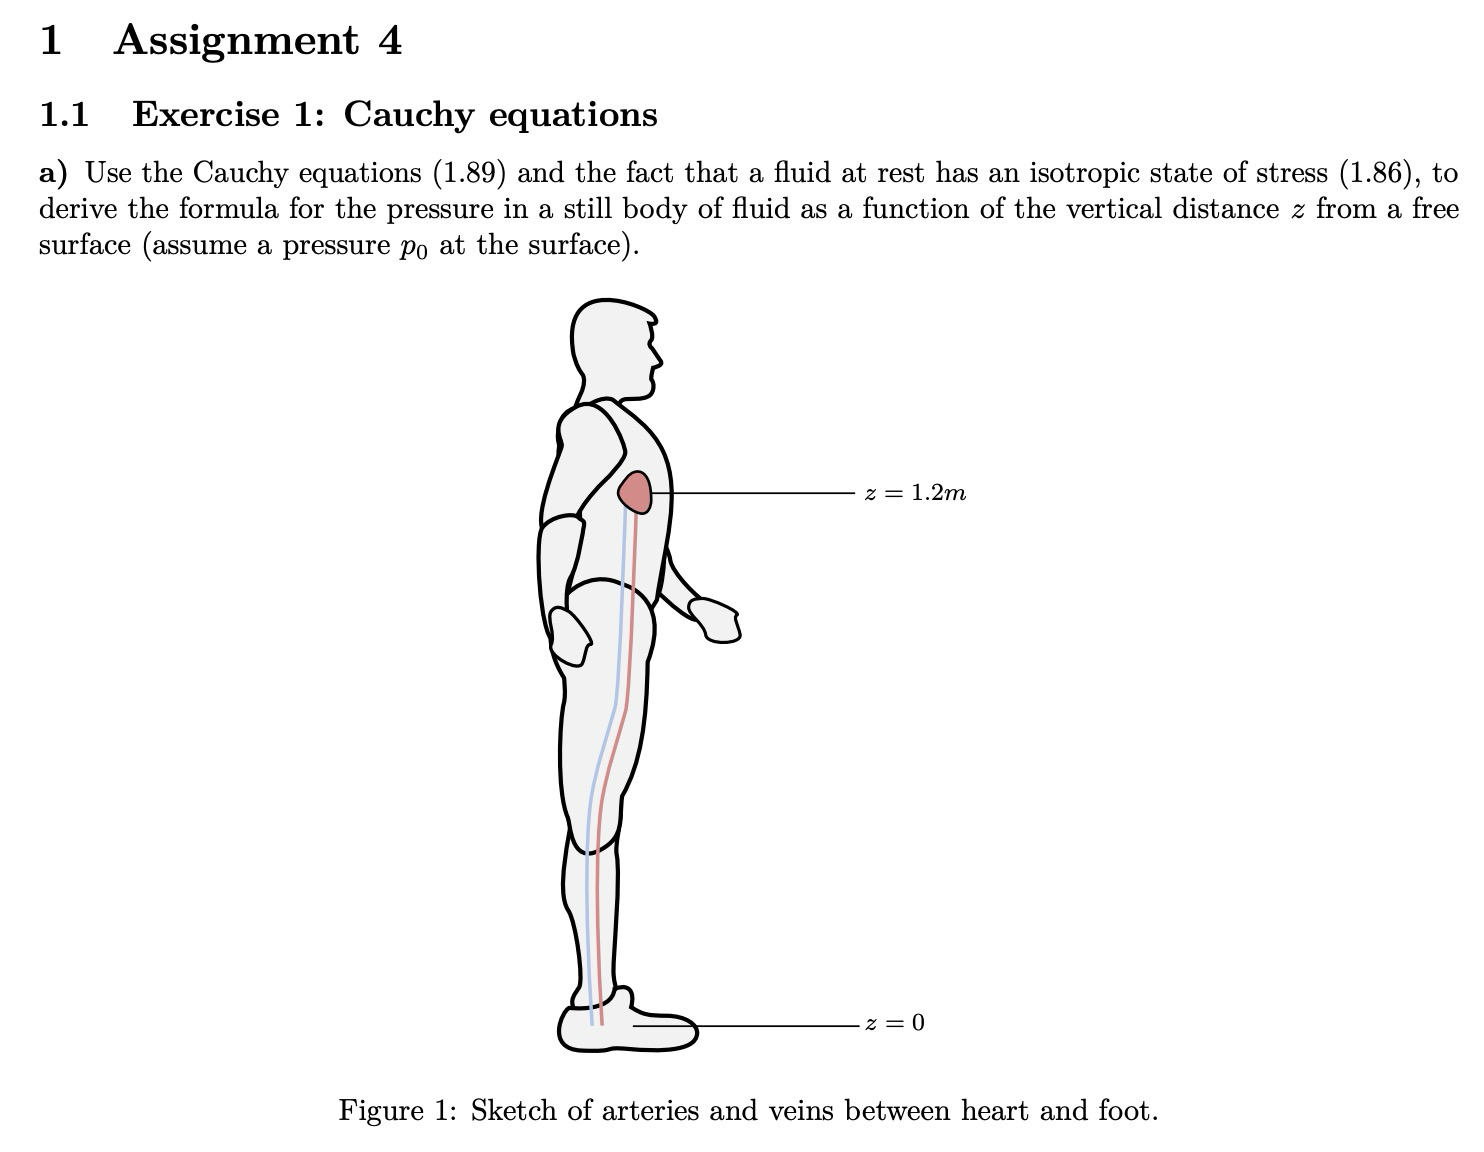 1 Assignment 4
1.1 Exercise 1: Cauchy equations
a) Use the Cauchy equations (1.89) and the fact that a fluid at rest has an isotropic state of stress (1.86), to
derive the formula for the pressure in a still body of fluid as a function of the vertical distance z from a free
surface (assume a pressure p₀ at the surface).
z = 1.2m
z = 0
Figure 1: Sketch of arteries and veins between heart and foot.